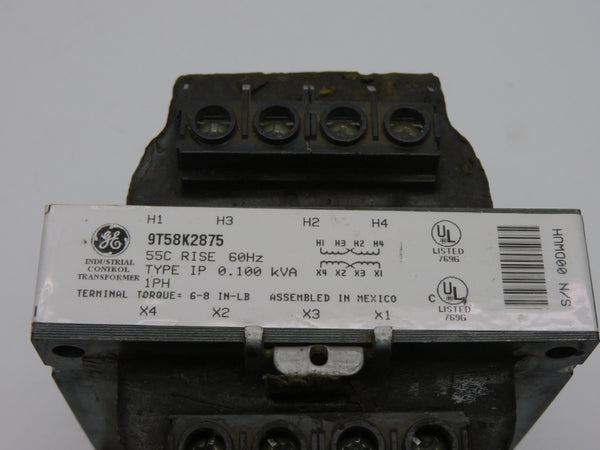 H1 H3 H2 H4
GE
INDUSTRIAL
CONTROL
TRANSFORMER
9T58K2875
55C RISE 60Hz
TYPE IP 0.100 kVA
1PH
TERMINAL TORQUE= 6-8 IN-LB ASSEMBLED IN MEXICO
X4 X2 X3 X1
H1 H3 H2 H4
X4 X2 X3 X1
UL
LISTED
769G
C UL
LISTED
769G
S/N 00DMWH